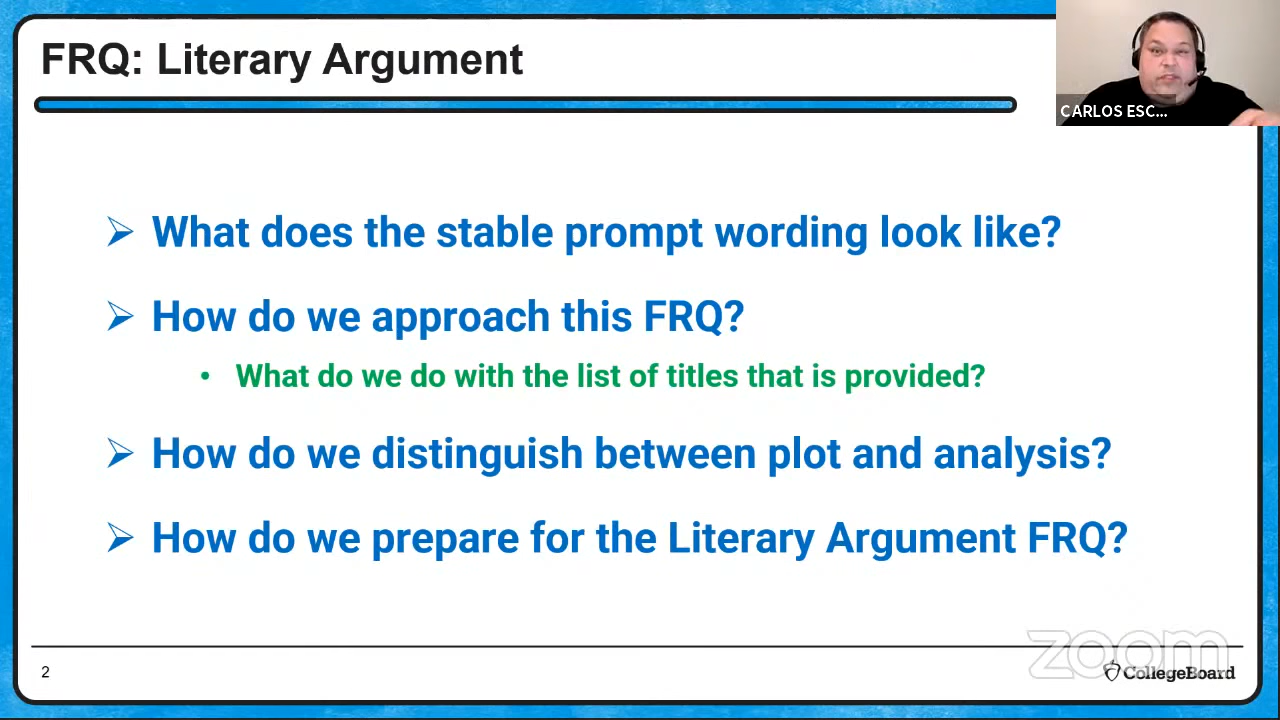 FRQ: Literary Argument
CARLOS ESC...
➢ What does the stable prompt wording look like?
➢ How do we approach this FRQ?
• What do we do with the list of titles that is provided?
➢ How do we distinguish between plot and analysis?
➢ How do we prepare for the Literary Argument FRQ?
zoom
2
CollegeBoard